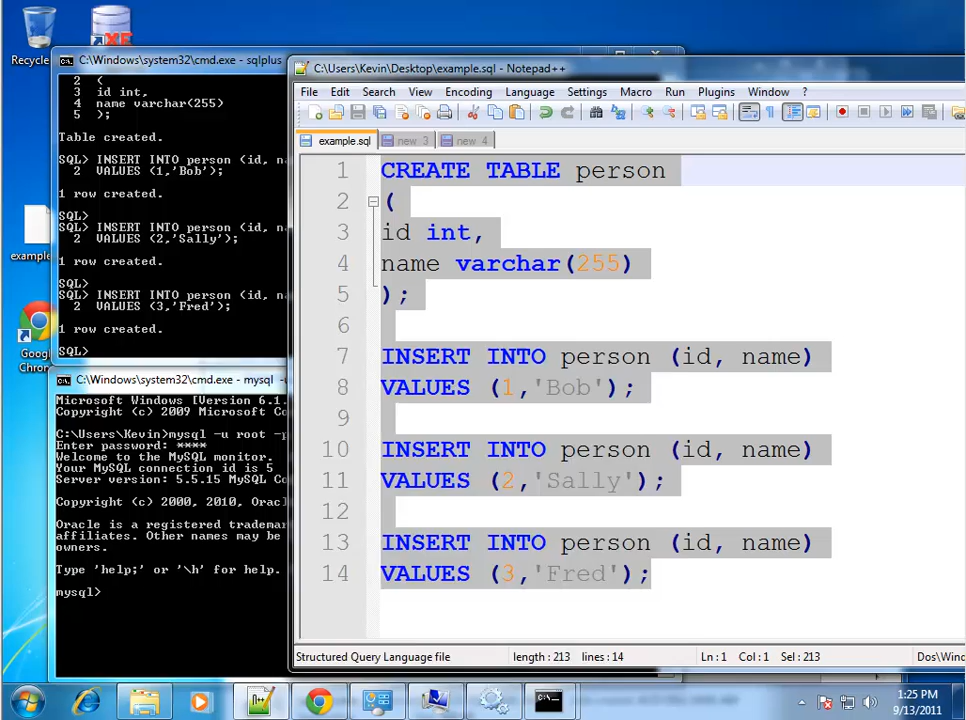 Recycle
XE
C:\Windows\system32\cmd.exe - sqlplus
2 (
3 id int,
4 name varchar(255)
5 );
Table created.
SQL> INSERT INTO person (id, na
2 VALUES (1,'Bob');
1 row created.
SQL>
SQL> INSERT INTO person (id, na
2 VALUES (2,'Sally');
1 row created.
SQL>
SQL> INSERT INTO person (id, na
2 VALUES (3,'Fred');
1 row created.
SQL>
example
Google
Chron
C:\Windows\system32\cmd.exe - mysql -u
Microsoft Windows [Version 6.1.
Copyright (c) 2009 Microsoft Co
C:\Users\Kevin>mysql -u root -p
Enter password: ****
Welcome to the MySQL monitor.
Your MySQL connection id is 5
Server version: 5.5.15 MySQL Co
Copyright (c) 2000, 2010, Oracl
Oracle is a registered trademar
affiliates. Other names may be
owners.
Type 'help;' or '\h' for help.
mysql>
C:\Users\Kevin\Desktop\example.sql - Notepad++
File Edit Search View Encoding Language Settings Macro Run Plugins Window ?
example.sql new 3 new 4
1 CREATE TABLE person
2 (
3 id int,
4 name varchar(255)
5 );
6
7 INSERT INTO person (id, name)
8 VALUES (1,'Bob');
9
10 INSERT INTO person (id, name)
11 VALUES (2,'Sally');
12
13 INSERT INTO person (id, name)
14 VALUES (3,'Fred');
Structured Query Language file length : 213 lines : 14 Ln : 1 Col : 1 Sel : 213 Dos\Wind
1:25 PM
9/13/2011